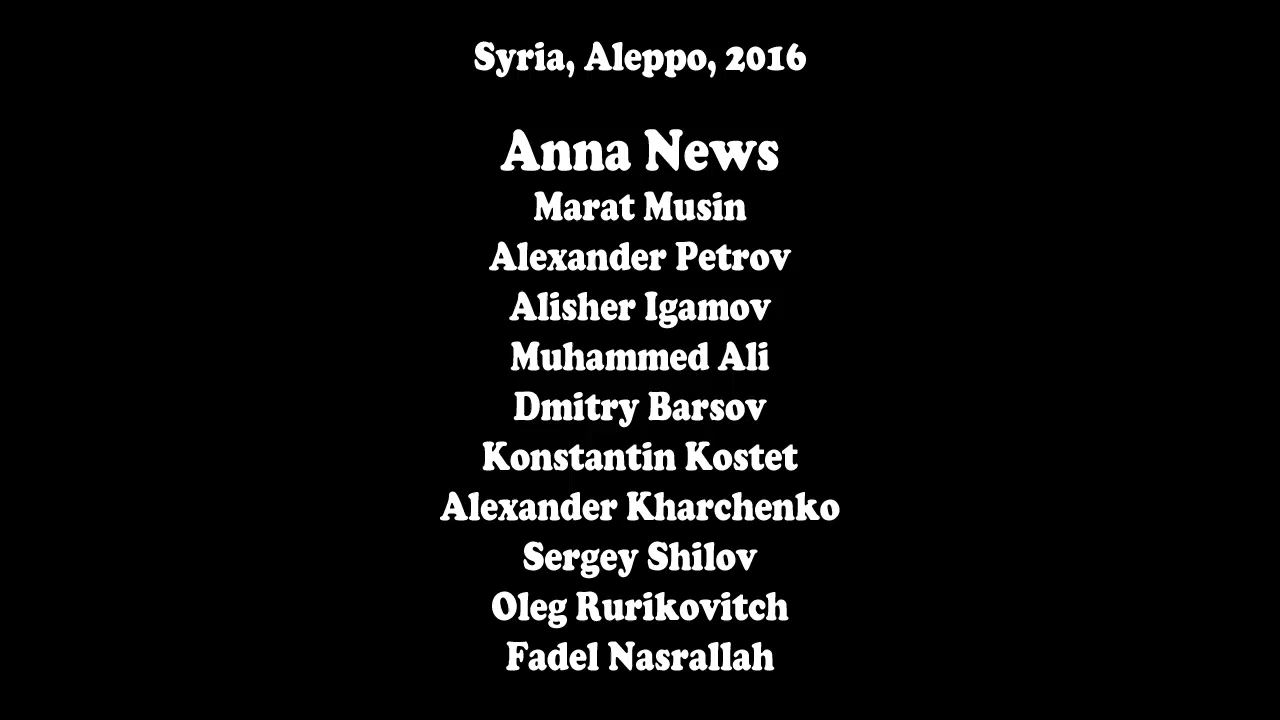 Syria, Aleppo, 2016
Anna News
Marat Musin
Alexander Petrov
Alisher Igamov
Muhammed Ali
Dmitry Barsov
Konstantin Kostet
Alexander Kharchenko
Sergey Shilov
Oleg Rurikovitch
Fadel Nasrallah